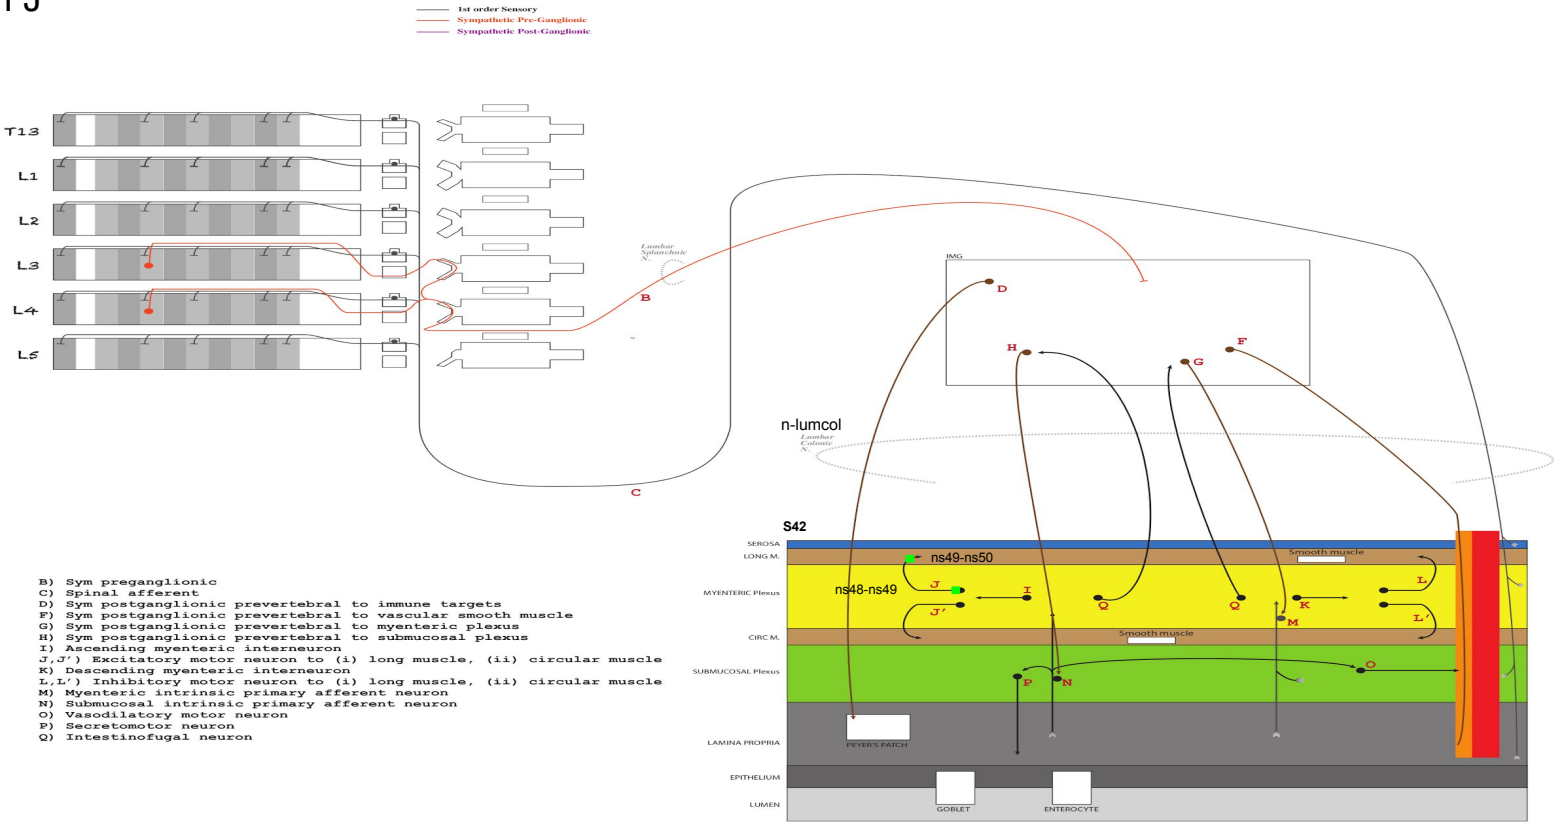 1st order Sensory
Sympathetic Pre-Ganglionic
Sympathetic Post-Ganglionic
T13
L1
L2
L3
L4
L5
Lumbar
Splanchnic
N.
B
C
IMG
D
H
G
F
n-lumcol
Lumbar
Colonic
N.
S42
SEROSA
LONG M.
ns49-ns50
Smooth muscle
MYENTERIC Plexus
ns48-ns49
J
J'
I
Q
Q
K
M
L
L'
CIRC M.
Smooth muscle
SUBMUCOSAL Plexus
P
N
O
LAMINA PROPRIA
PEYER'S PATCH
EPITHELIUM
GOBLET
ENTEROCYTE
LUMEN
B) Sym preganglionic
C) Spinal afferent
D) Sym postganglionic prevertebral to immune targets
F) Sym postganglionic prevertebral to vascular smooth muscle
G) Sym postganglionic prevertebral to myenteric plexus
H) Sym postganglionic prevertebral to submucosal plexus
I) Ascending myenteric interneuron
J,J') Excitatory motor neuron to (i) long muscle, (ii) circular muscle
K) Descending myenteric interneuron
L,L') Inhibitory motor neuron to (i) long muscle, (ii) circular muscle
M) Myenteric intrinsic primary afferent neuron
N) Submucosal intrinsic primary afferent neuron
O) Vasodilatory motor neuron
P) Secretomotor neuron
Q) Intestinofugal neuron